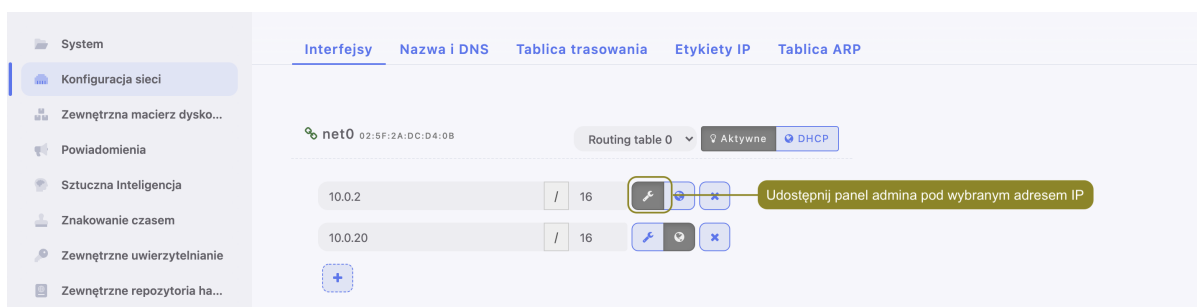 System
Konfiguracja sieci
Zewnętrzna macierz dysko...
Powiadomienia
Sztuczna Inteligencja
Znakowanie czasem
Zewnętrzne uwierzytelnianie
Zewnętrzne repozytoria ha...
Interfejsy Nazwa i DNS Tablica trasowania Etykiety IP Tablica ARP
net0 02:5F:2A:DC:D4:0B Routing table 0 Aktywne DHCP
10.0.2 / 16 Udostępnij panel admina pod wybranym adresem IP
10.0.20 / 16
+